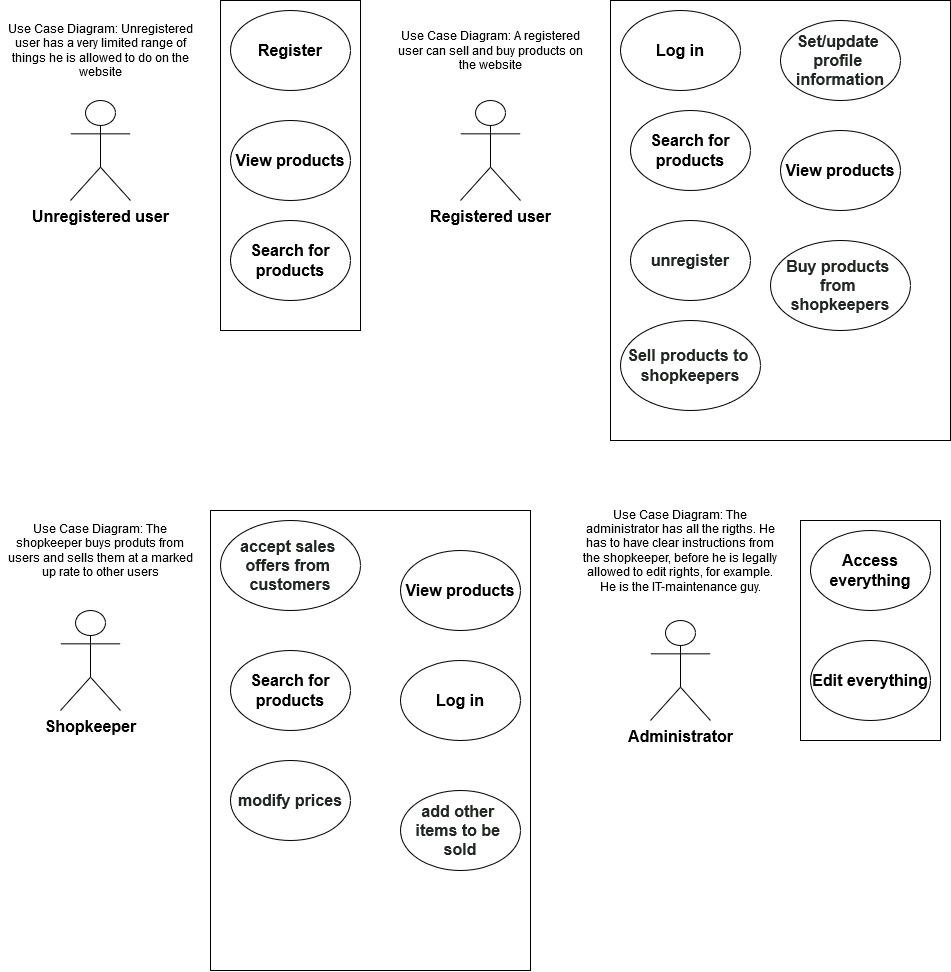 Use Case Diagram: Unregistered
user has a very limited range of
things he is allowed to do on the
website
Unregistered user
Register
View products
Search for
products
Use Case Diagram: A registered
user can sell and buy products on
the website
Registered user
Log in
Set/update
profile
information
Search for
products
View products
unregister
Buy products
from
shopkeepers
Sell products to
shopkeepers
Use Case Diagram: The
shopkeeper buys produts from
users and sells them at a marked
up rate to other users
Shopkeeper
accept sales
offers from
customers
View products
Search for
products
Log in
modify prices
add other
items to be
sold
Use Case Diagram: The
administrator has all the rigths. He
has to have clear instructions from
the shopkeeper, before he is legally
allowed to edit rights, for example.
He is the IT-maintenance guy.
Administrator
Access
everything
Edit everything